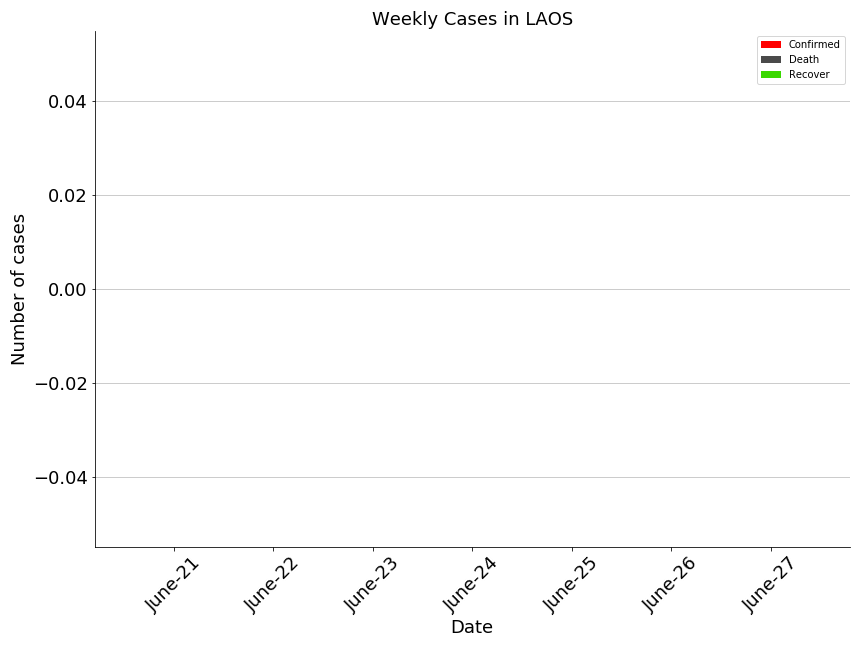 Weekly Cases in LAOS
Confirmed
Death
Recover
0.04
0.02
0.00
−0.02
−0.04
Number of cases
June-21
June-22
June-23
June-24
June-25
June-26
June-27
Date